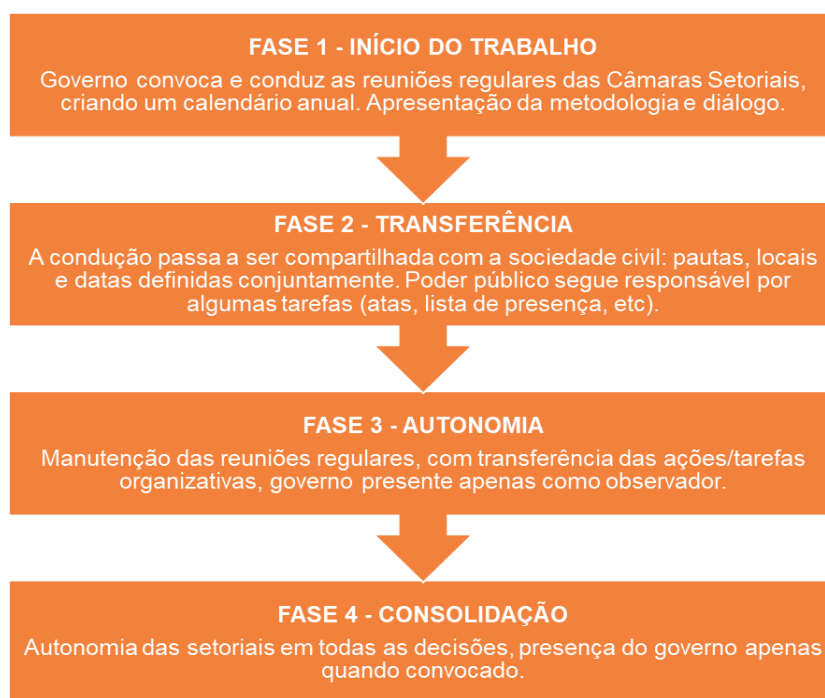 FASE 1 - INÍCIO DO TRABALHO
Governo convoca e conduz as reuniões regulares das Câmaras Setoriais,
criando um calendário anual. Apresentação da metodologia e diálogo.
FASE 2 - TRANSFERÊNCIA
A condução passa a ser compartilhada com a sociedade civil: pautas, locais
e datas definidas conjuntamente. Poder público segue responsável por
algumas tarefas (atas, lista de presença, etc).
FASE 3 - AUTONOMIA
Manutenção das reuniões regulares, com transferência das ações/tarefas
organizativas, governo presente apenas como observador.
FASE 4 - CONSOLIDAÇÃO
Autonomia das setoriais em todas as decisões, presença do governo apenas
quando convocado.